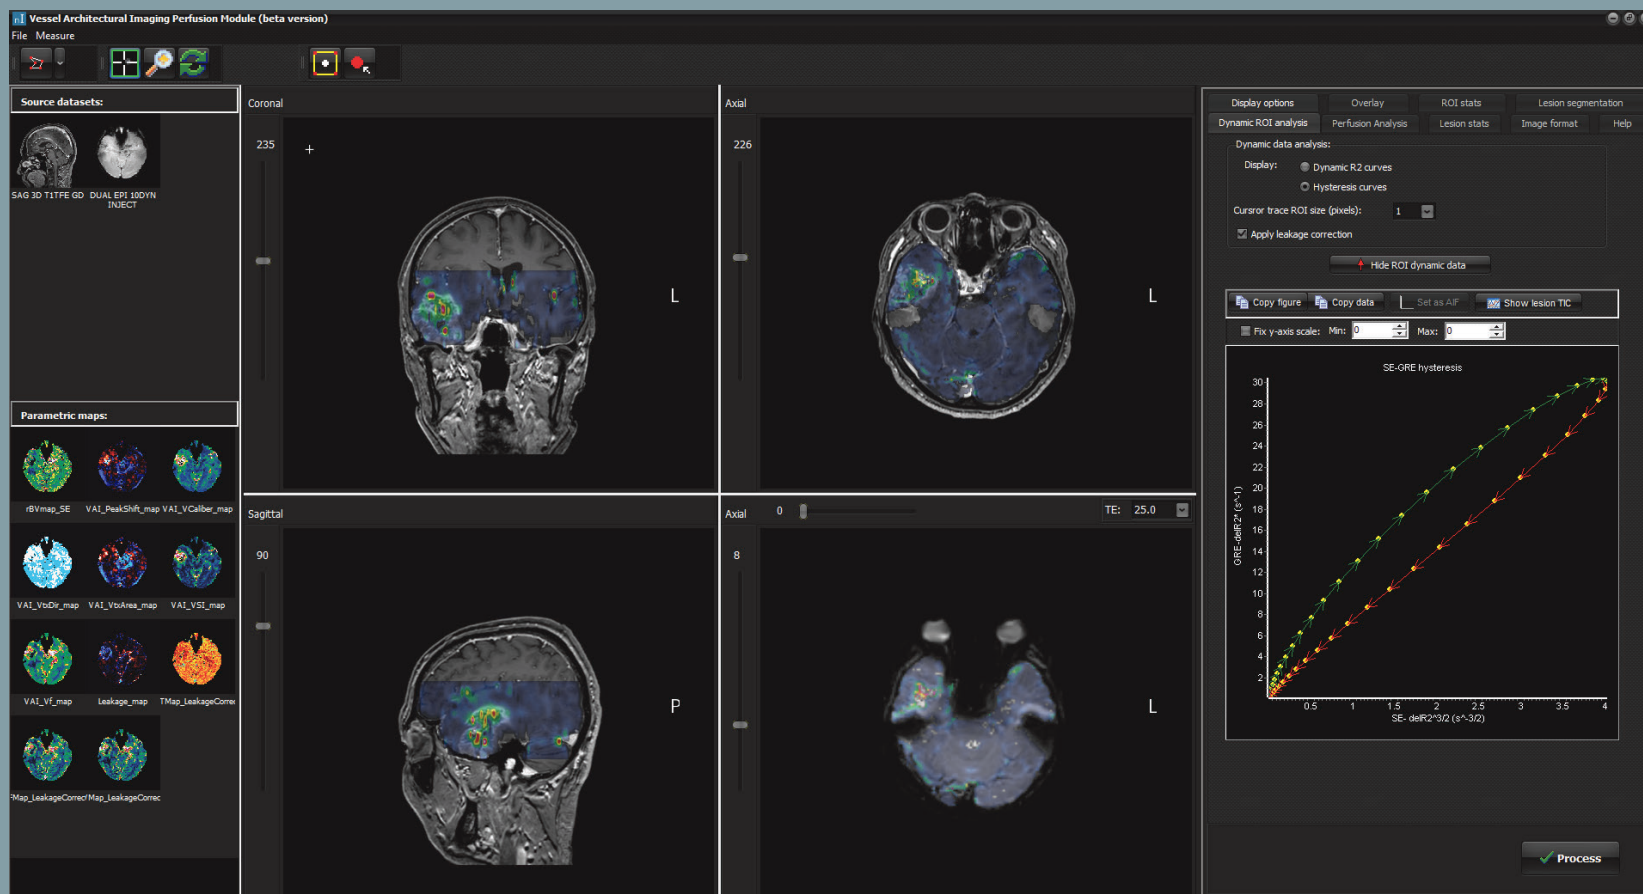 nI Vessel Architectural Imaging Perfusion Module (beta version)
File Measure
Source datasets:
SAG 3D T1TFE GD
DUAL EPI 10DYN
INJECT
Parametric maps:
rBVmap_SE VAI_PeakShift_map VAI_VCaliber_map
VAI_VtxDir_map VAI_VtxArea_map VAI_VSI_map
VAI_Vf_map Leakage_map TMap_LeakageCorrec
Map_LeakageCorrec Map_LeakageCorrec
Coronal
235
L
Axial
226
L
Sagittal
90
P
Axial 0 TE: 25.0
8
L
Display options Overlay ROI stats Lesion segmentation
Dynamic ROI analysis Perfusion Analysis Lesion stats Image format Help
Dynamic data analysis:
Display: Dynamic R2 curves
Hysteresis curves
Cursror trace ROI size (pixels): 1
Apply leakage correction
Hide ROI dynamic data
Copy figure Copy data Set as AIF Show lesion TIC
Fix y-axis scale: Min: 0 Max: 0
SE-GRE hysteresis
30
28
26
24
22
20
18
16
14
12
10
8
6
4
2
GRE-delR2* (s^-1)
0.5 1 1.5 2 2.5 3 3.5 4
SE- delR2^3/2 (s^-3/2)
Process